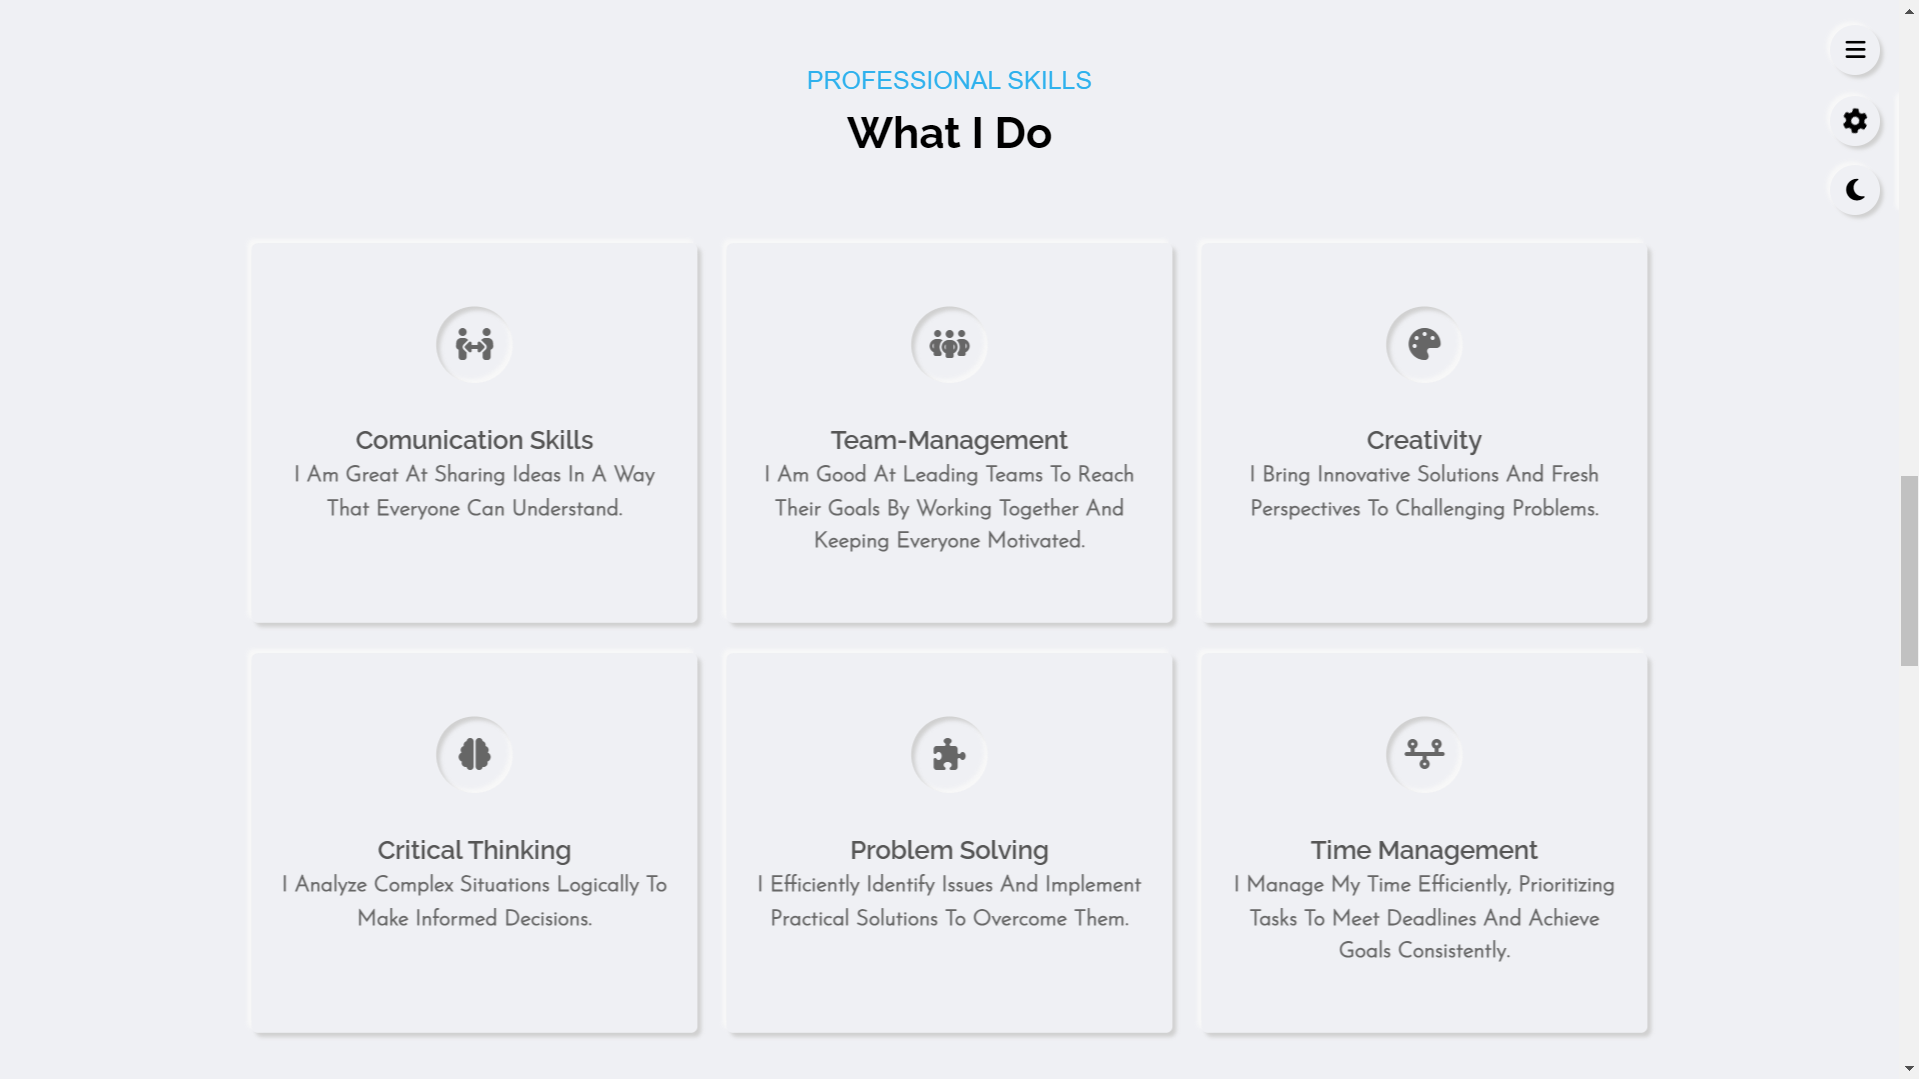 PROFESSIONAL SKILLS
What I Do
Comunication Skills
I Am Great At Sharing Ideas In A Way
That Everyone Can Understand.
Team-Management
I Am Good At Leading Teams To Reach
Their Goals By Working Together And
Keeping Everyone Motivated.
Creativity
I Bring Innovative Solutions And Fresh
Perspectives To Challenging Problems.
Critical Thinking
I Analyze Complex Situations Logically To
Make Informed Decisions.
Problem Solving
I Efficiently Identify Issues And Implement
Practical Solutions To Overcome Them.
Time Management
I Manage My Time Efficiently, Prioritizing
Tasks To Meet Deadlines And Achieve
Goals Consistently.